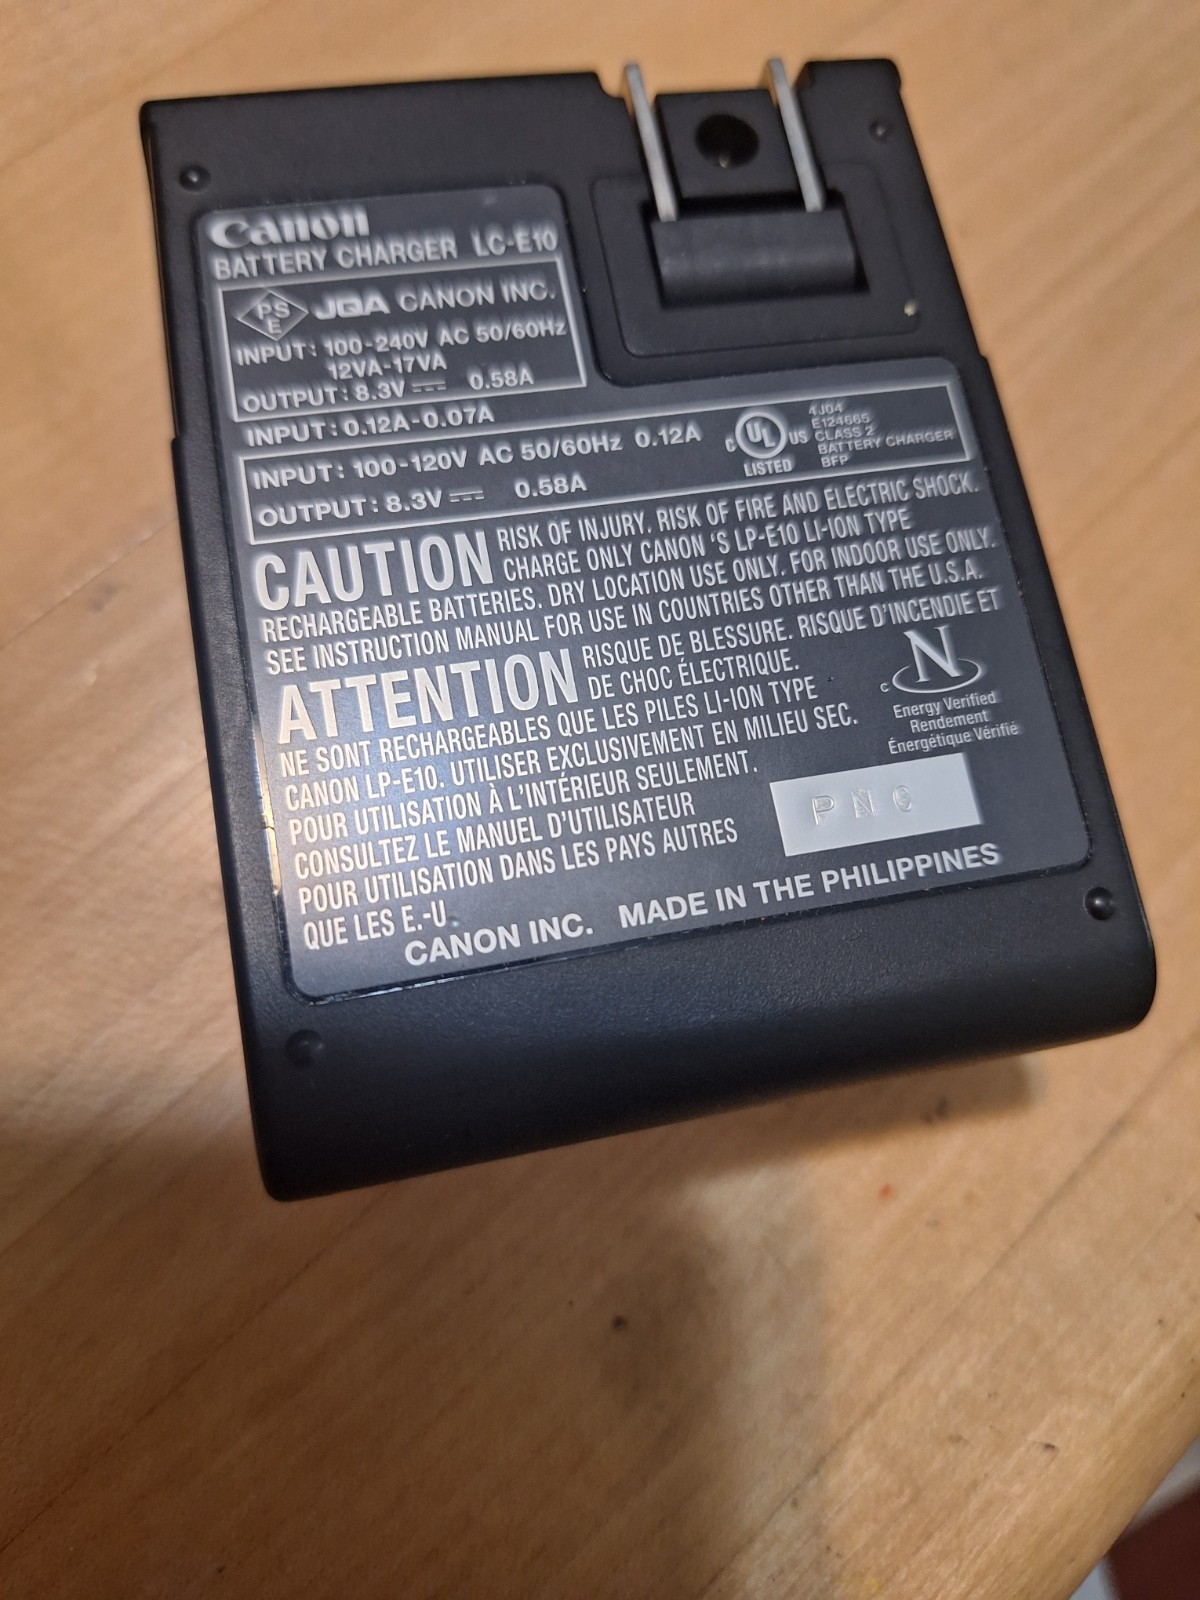 Canon
BATTERY CHARGER LC-E10
PS
E
JQA CANON INC.
INPUT: 100-240V AC 50/60Hz
12VA-17VA
OUTPUT: 8.3V ⎓ 0.58A
INPUT: 0.12A-0.07A
INPUT: 100-120V AC 50/60Hz 0.12A
OUTPUT: 8.3V ⎓ 0.58A
C UL US
LISTED
4J04
E124665
CLASS 2
BATTERY CHARGER
BFP
CAUTION RISK OF INJURY. RISK OF FIRE AND ELECTRIC SHOCK.
CHARGE ONLY CANON 'S LP-E10 LI-ION TYPE
RECHARGEABLE BATTERIES. DRY LOCATION USE ONLY. FOR INDOOR USE ONLY.
SEE INSTRUCTION MANUAL FOR USE IN COUNTRIES OTHER THAN THE U.S.A.
ATTENTION RISQUE DE BLESSURE. RISQUE D'INCENDIE ET
DE CHOC ÉLECTRIQUE.
NE SONT RECHARGEABLES QUE LES PILES LI-ION TYPE
CANON LP-E10. UTILISER EXCLUSIVEMENT EN MILIEU SEC.
POUR UTILISATION À L'INTÉRIEUR SEULEMENT.
CONSULTEZ LE MANUEL D'UTILISATEUR
POUR UTILISATION DANS LES PAYS AUTRES
QUE LES E.-U
C N
Energy Verified
Rendement
Énergétique Vérifié
CANON INC. MADE IN THE PHILIPPINES